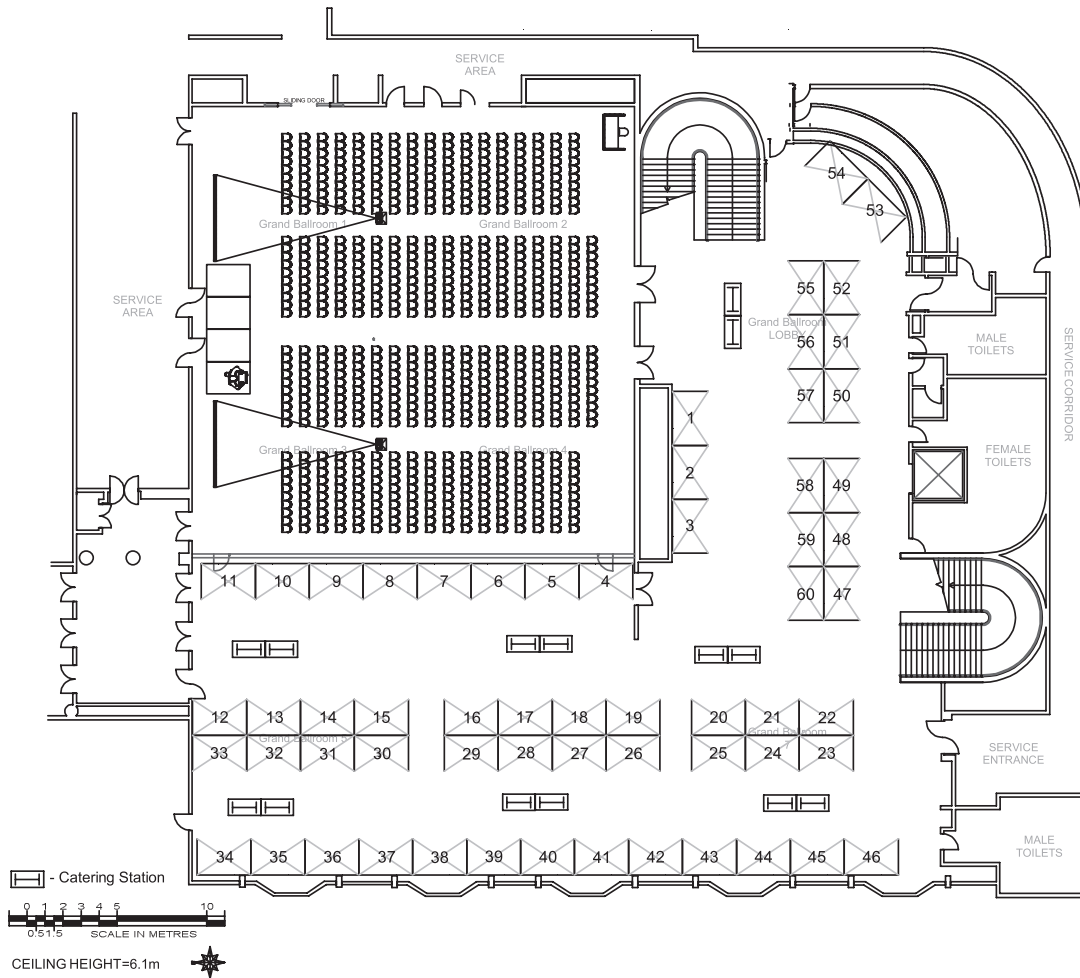 SERVICE
AREA
SLIDING DOOR
Grand Ballroom 1
Grand Ballroom 2
54
53
SERVICE
AREA
55 52
Grand Ballroom
LOBBY
56 51
57 50
MALE
TOILETS
SERVICE CORRIDOR
1
2
3
Grand Ballroom 3
Grand Ballroom 4
FEMALE
TOILETS
58 49
59 48
60 47
11 10 9 8 7 6 5 4
12 13 14 15 16 17 18 19 20 21 22
Grand Ballroom 5
Grand Ballroom
7
33 32 31 30 29 28 27 26 25 24 23
SERVICE
ENTRANCE
MALE
TOILETS
34 35 36 37 38 39 40 41 42 43 44 45 46
- Catering Station
0 1 2 3 4 5 10
0.5 1.5 SCALE IN METRES
CEILING HEIGHT=6.1m